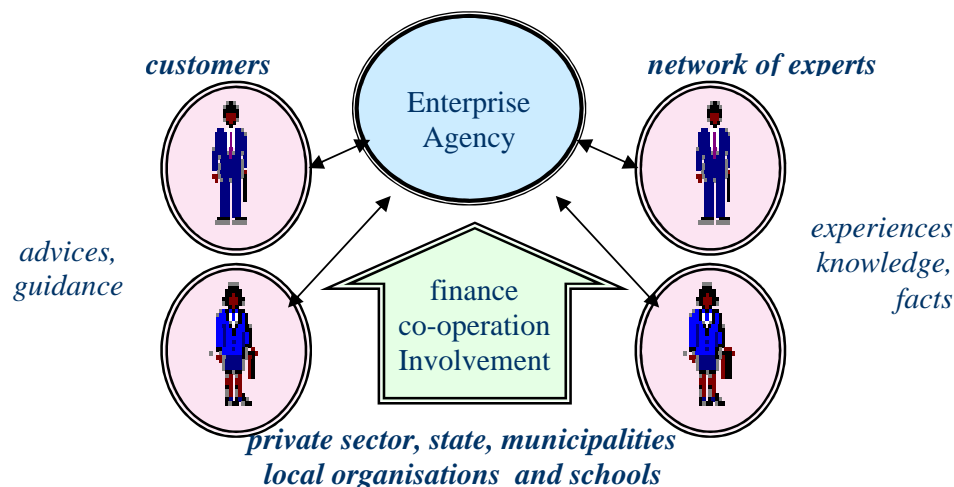 customers
network of experts
Enterprise
Agency
advices,
guidance
experiences
knowledge,
facts
finance
co-operation
Involvement
private sector, state, municipalities
local organisations and schools